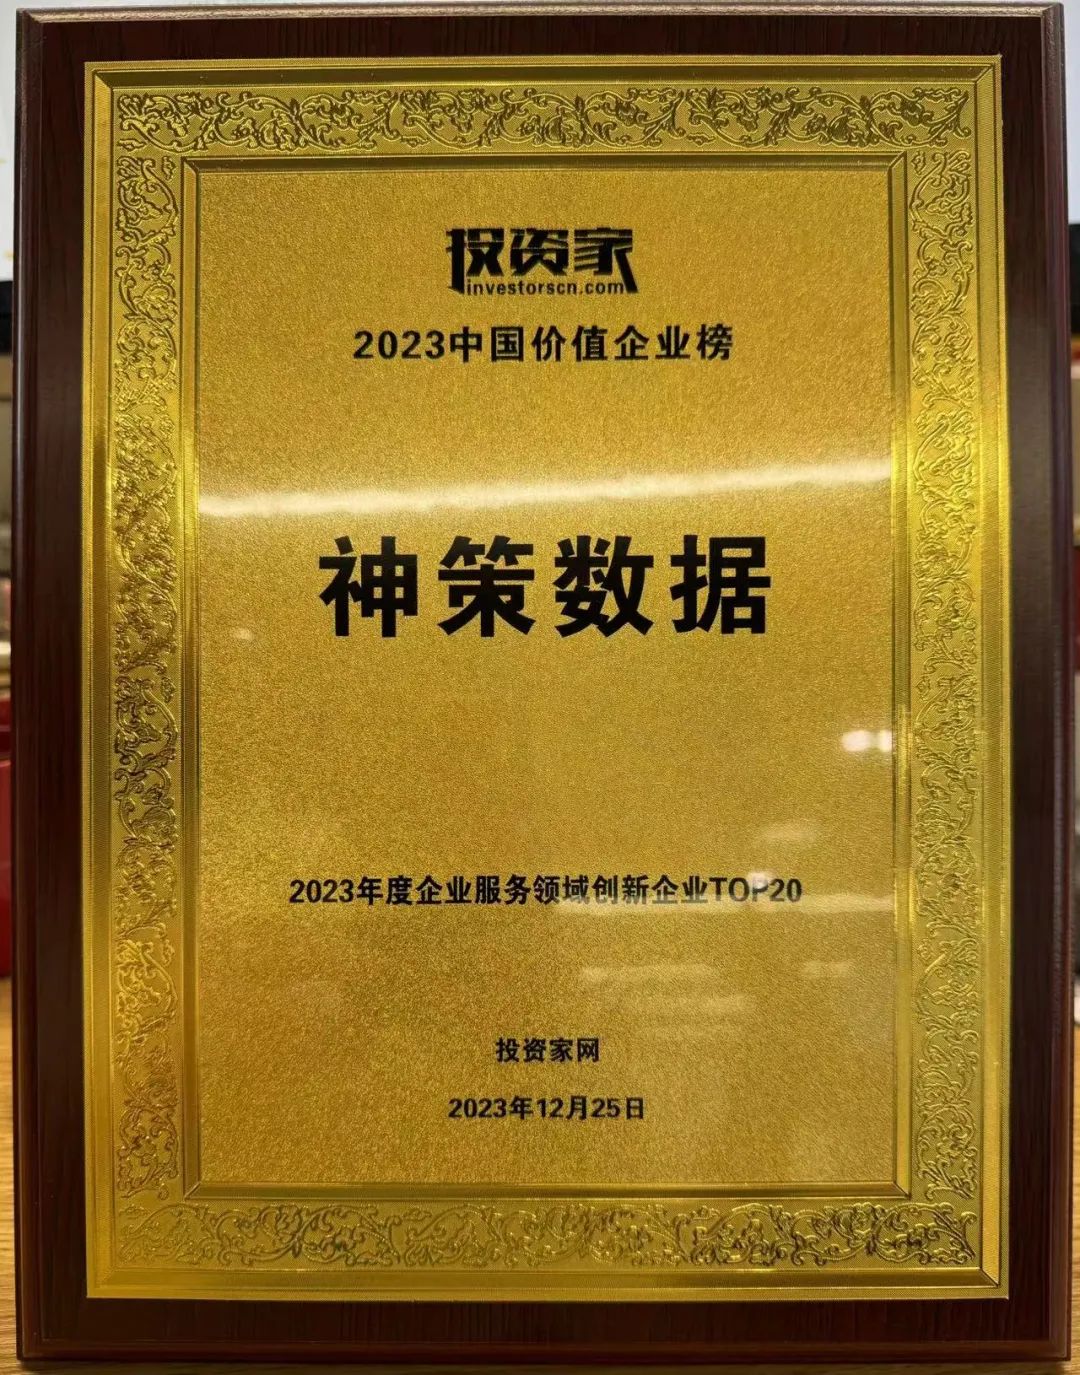 投资家
investorscn.com
2023中国价值企业榜
神策数据
2023年度企业服务领域创新企业TOP20
投资家网
2023年12月25日